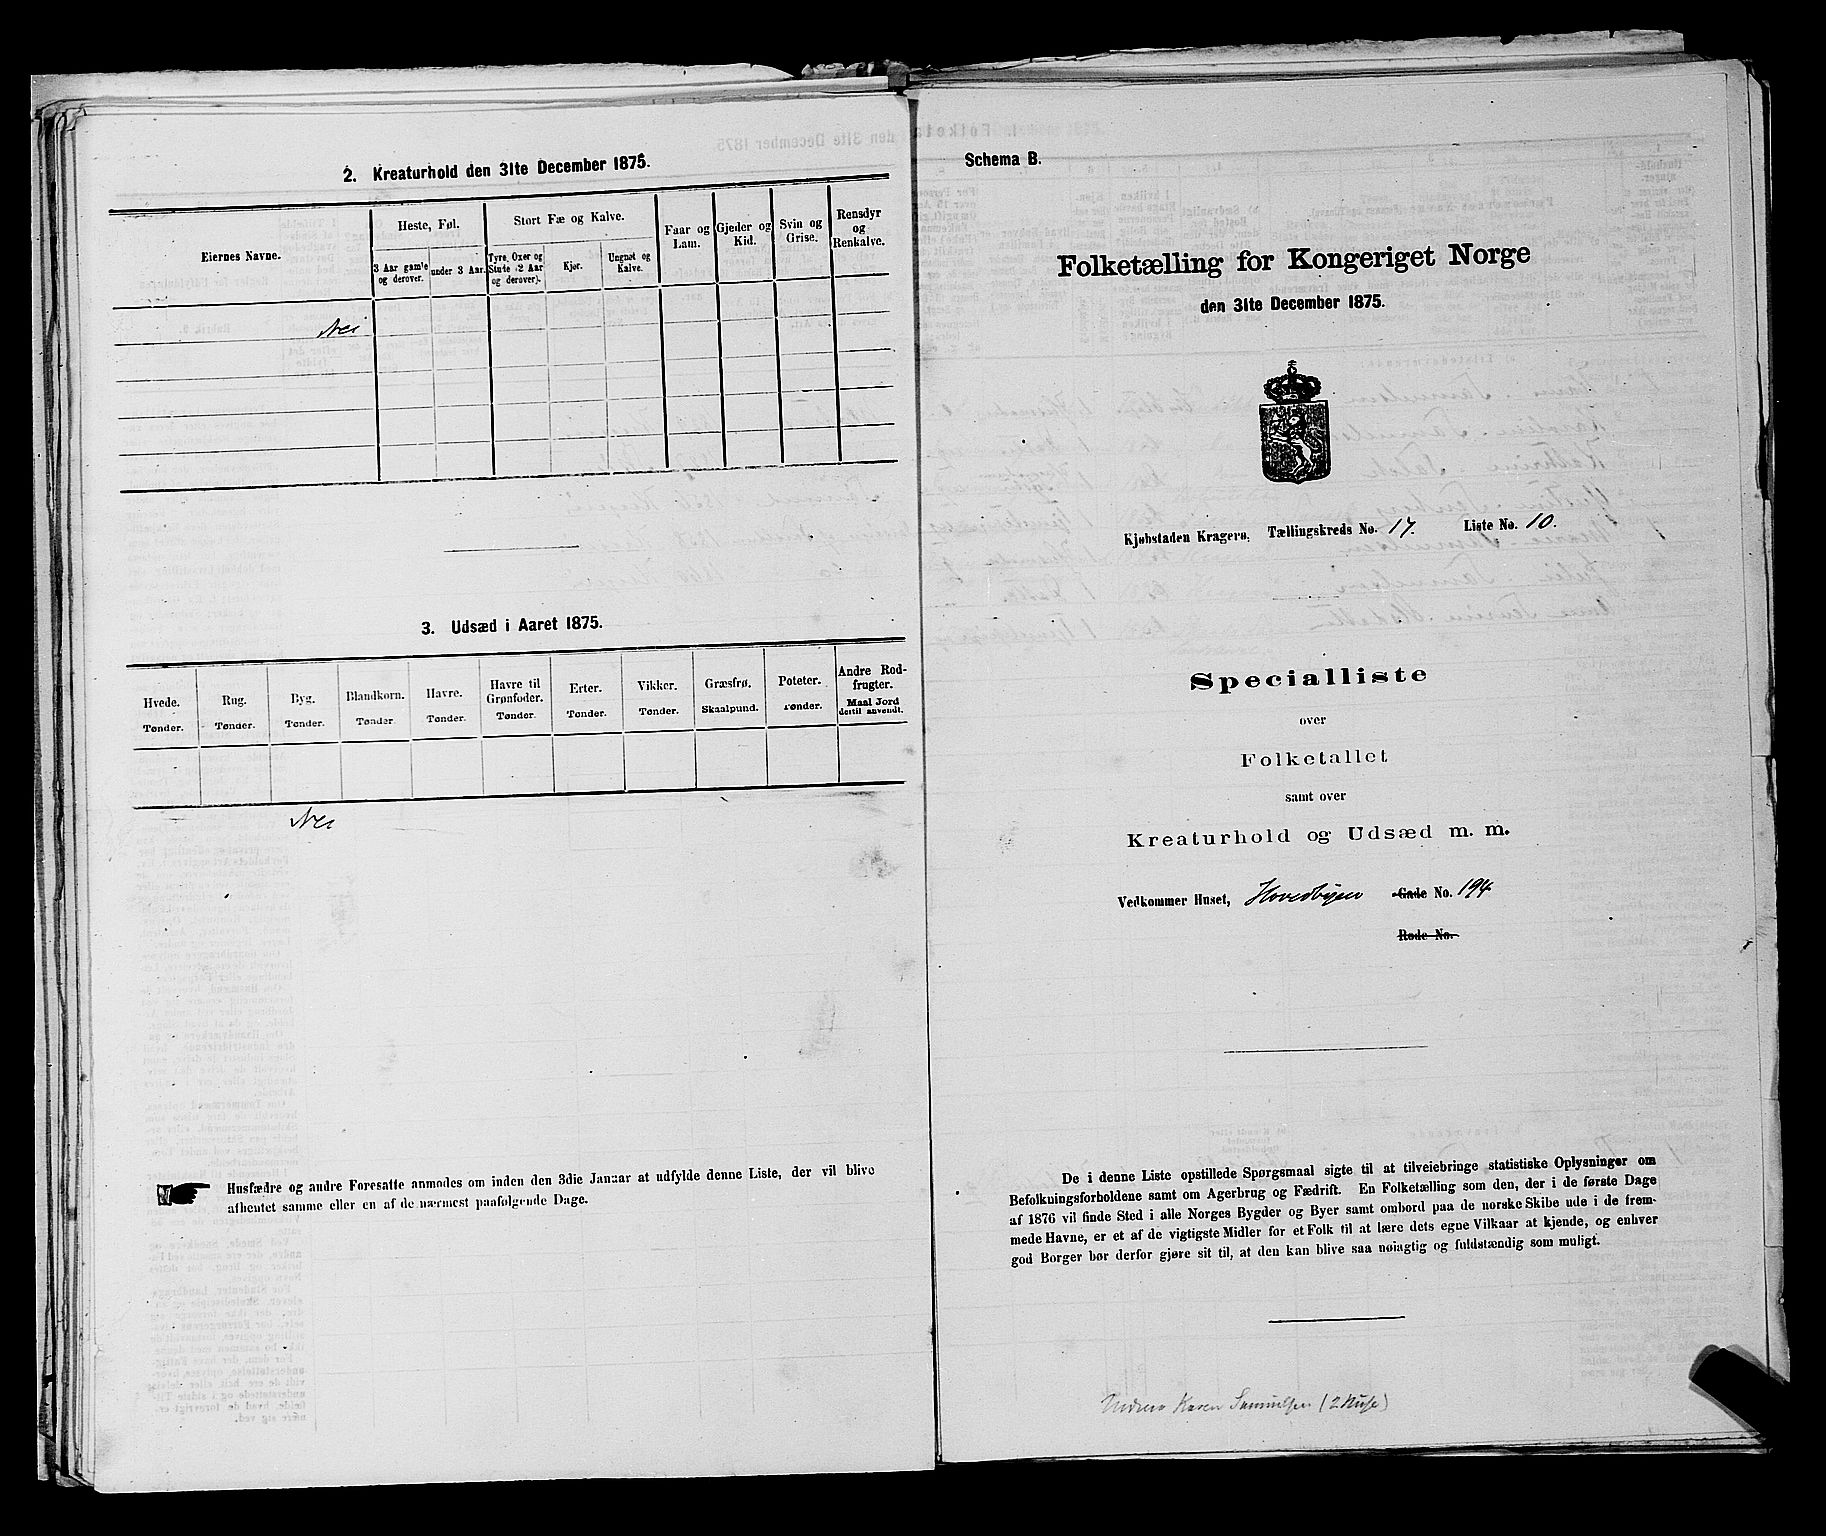 2. Kreaturhold den 31te December 1875.
Eiernes Navne.
Heste, Føl.
3 Aar gamle og derover.
under 3 Aar.
Stort Fæ og Kalve.
Tyre, Oxer og Stude (2 Aar og derover).
Kjør.
Ungnøt og Kalve.
Faar og Lam.
Gjeder og Kid.
Svin og Grise.
Rensdyr og Renkalve.
Nei
3. Udsæd i Aaret 1875.
Hvede. Tønder.
Rug. Tønder.
Byg. Tønder.
Blandkorn. Tønder.
Havre. Tønder.
Havre til Grønfoder. Tønder.
Erter. Tønder.
Vikker. Tønder.
Græsfrø. Skaalpund.
Poteter. Tønder.
Andre Rodfrugter. Maal Jord dertil anvendt.
Nei
Husfædre og andre Foresatte anmodes om inden den 3die Januar at udfylde denne Liste, der vil blive
afhentet samme eller en af de nærmest paafølgende Dage.
Schema B.
Folketælling for Kongeriget Norge
den 31te December 1875.
Kjøbstaden Kragerø, Tællingskreds No. 17. Liste No. 10.
Specialliste
over
Folketallet
samt over
Kreaturhold og Udsæd m. m.
Vedkommer Huset, Hovedbyen Gade No. 194
Rode No.
De i denne Liste opstillede Spørgsmaal sigte til at tilveiebringe statistiske Oplysninger om
Befolkningsforholdene samt om Agerbrug og Fædrift. En Folketælling som den, der i de første Dage
af 1876 vil finde Sted i alle Norges Bygder og Byer samt ombord paa de norske Skibe ude i de frem-
mede Havne, er et af de vigtigste Midler for et Folk til at lære dets egne Vilkaar at kjende, og enhver
god Borger bør derfor gjøre sit til, at den kan blive saa nøiagtig og fuldstændig som muligt.
Karen Samuelsen (2 Huse)